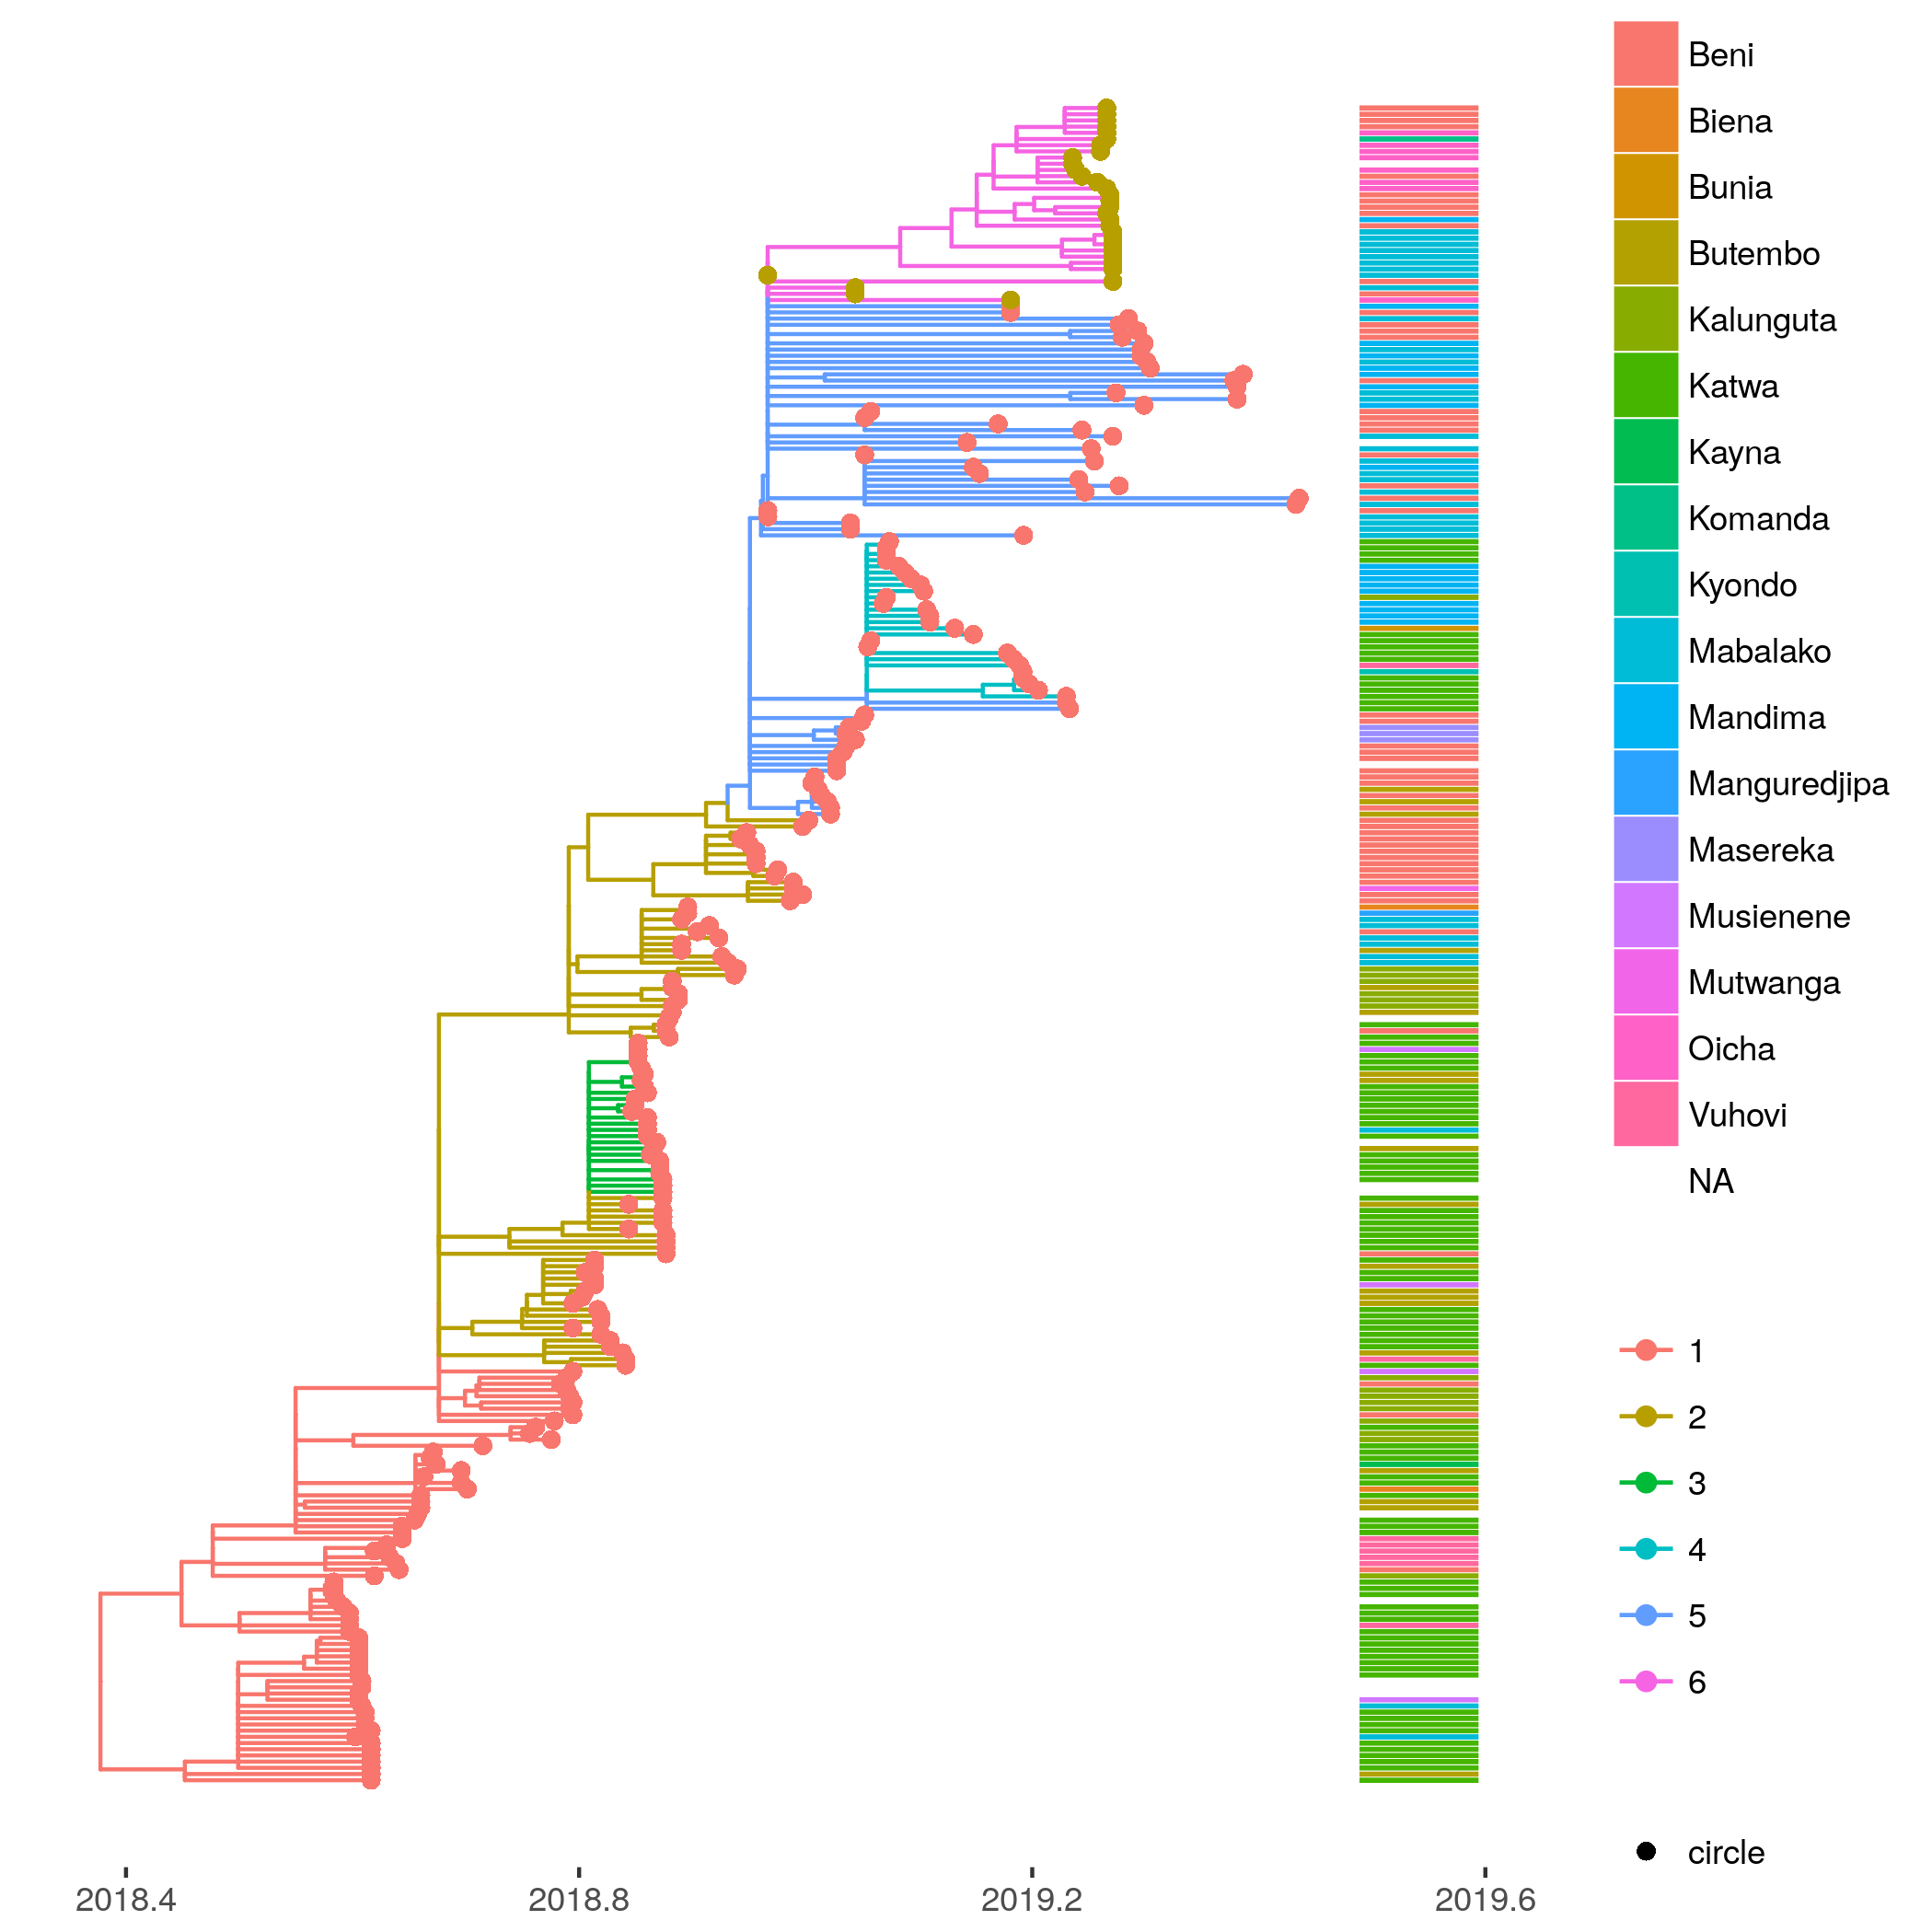 Beni
Biena
Bunia
Butembo
Kalunguta
Katwa
Kayna
Komanda
Kyondo
Mabalako
Mandima
Manguredjipa
Masereka
Musienene
Mutwanga
Oicha
Vuhovi
NA
1
2
3
4
5
6
circle
2018.4 2018.8 2019.2 2019.6